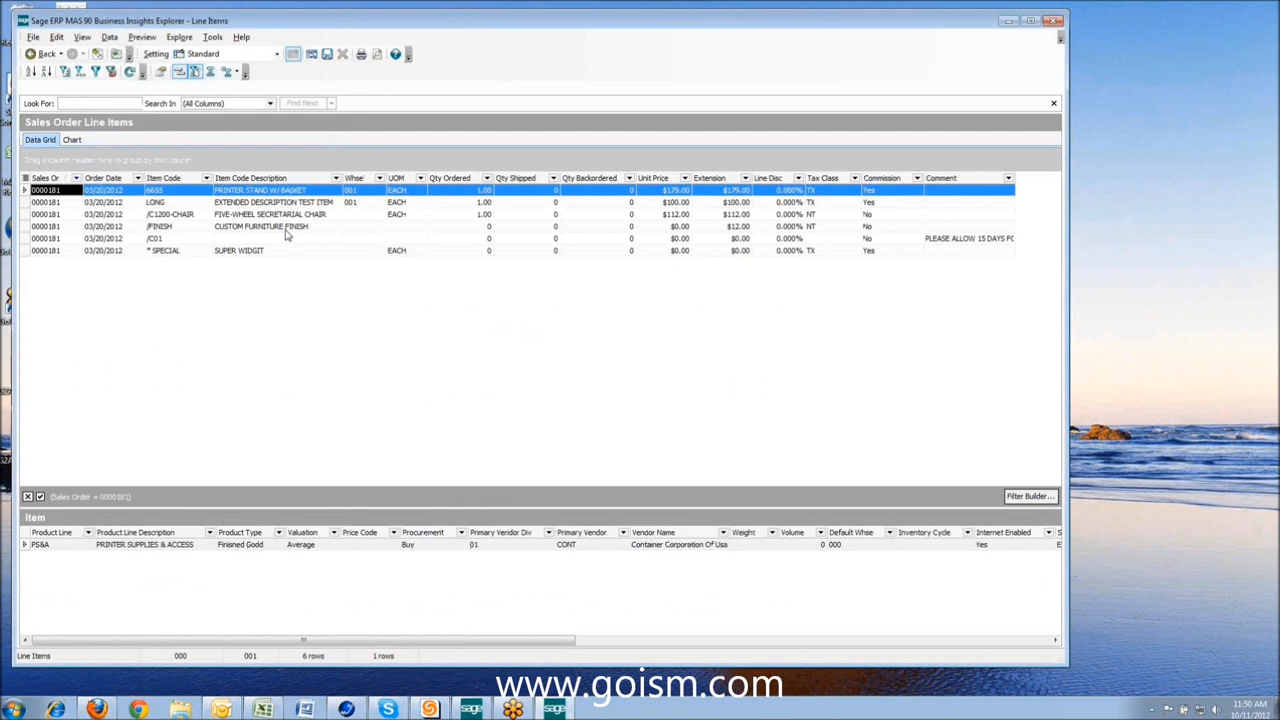 Sage ERP MAS 90 Business Insights Explorer - Line Items
File Edit View Data Preview Explore Tools Help
Back Setting Standard
Look For: Search In (All Columns) Find Next
Sales Order Line Items
Data Grid Chart
Drag a column header here to group by that column
Sales Or Order Date Item Code Item Code Description Whse UOM Qty Ordered Qty Shipped Qty Backordered Unit Price Extension Line Disc Tax Class Commission Comment
0000181 03/20/2012 6655 PRINTER STAND W/ BASKET 001 EACH 1.00 0 0 $179.00 $179.00 0.000% TX Yes
0000181 03/20/2012 LONG EXTENDED DESCRIPTION TEST ITEM 001 EACH 1.00 0 0 $100.00 $100.00 0.000% TX Yes
0000181 03/20/2012 /C1200-CHAIR FIVE-WHEEL SECRETARIAL CHAIR EACH 1.00 0 0 $112.00 $112.00 0.000% NT No
0000181 03/20/2012 /FINISH CUSTOM FURNITURE FINISH 0 0 0 $0.00 $12.00 0.000% NT No
0000181 03/20/2012 /C01 0 0 0 $0.00 $0.00 0.000% No PLEASE ALLOW 15 DAYS FC
0000181 03/20/2012 * SPECIAL SUPER WIDGIT EACH 0 0 0 $0.00 $0.00 0.000% TX Yes
(Sales Order = 0000181) Filter Builder...
Item
Product Line Product Line Description Product Type Valuation Price Code Procurement Primary Vendor Div Primary Vendor Vendor Name Weight Volume Default Whse Inventory Cycle Internet Enabled S
PS&A PRINTER SUPPLIES & ACCESS Finished Good Average Buy 01 CONT Container Corporation Of Usa 0 000 Yes E
Line Items 000 001 6 rows 1 rows
www.goism.com
11:50 AM
10/11/2012